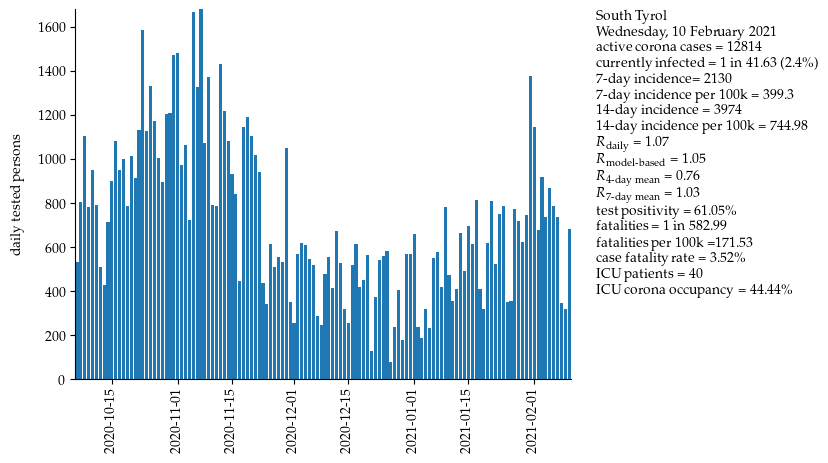 South Tyrol
Wednesday, 10 February 2021
active corona cases = 12814
currently infected = 1 in 41.63 (2.4%)
7-day incidence= 2130
7-day incidence per 100k = 399.3
14-day incidence = 3974
14-day incidence per 100k = 744.98
R daily = 1.07
R model-based = 1.05
R 4-day mean = 0.76
R 7-day mean = 1.03
test positivity = 61.05%
fatalities = 1 in 582.99
fatalities per 100k =171.53
case fatality rate = 3.52%
ICU patients = 40
ICU corona occupancy = 44.44%
daily tested persons
1600
1400
1200
1000
800
600
400
200
0
2020-10-15
2020-11-01
2020-11-15
2020-12-01
2020-12-15
2021-01-01
2021-01-15
2021-02-01